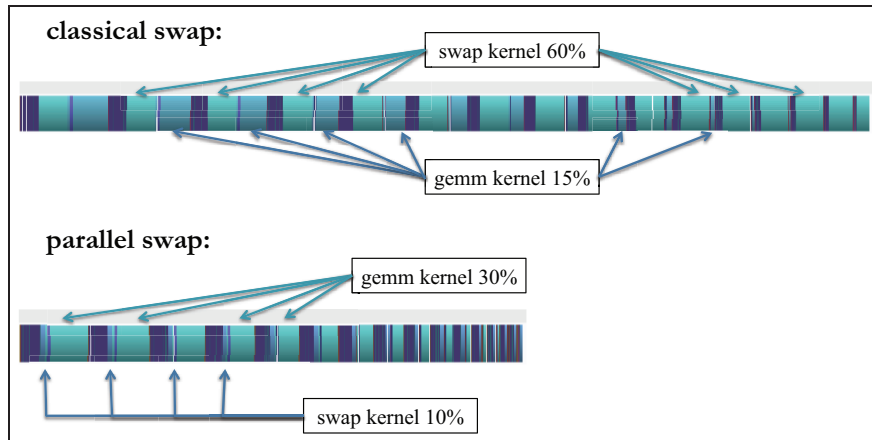 classical swap:
swap kernel 60%
gemm kernel 15%
parallel swap:
gemm kernel 30%
swap kernel 10%